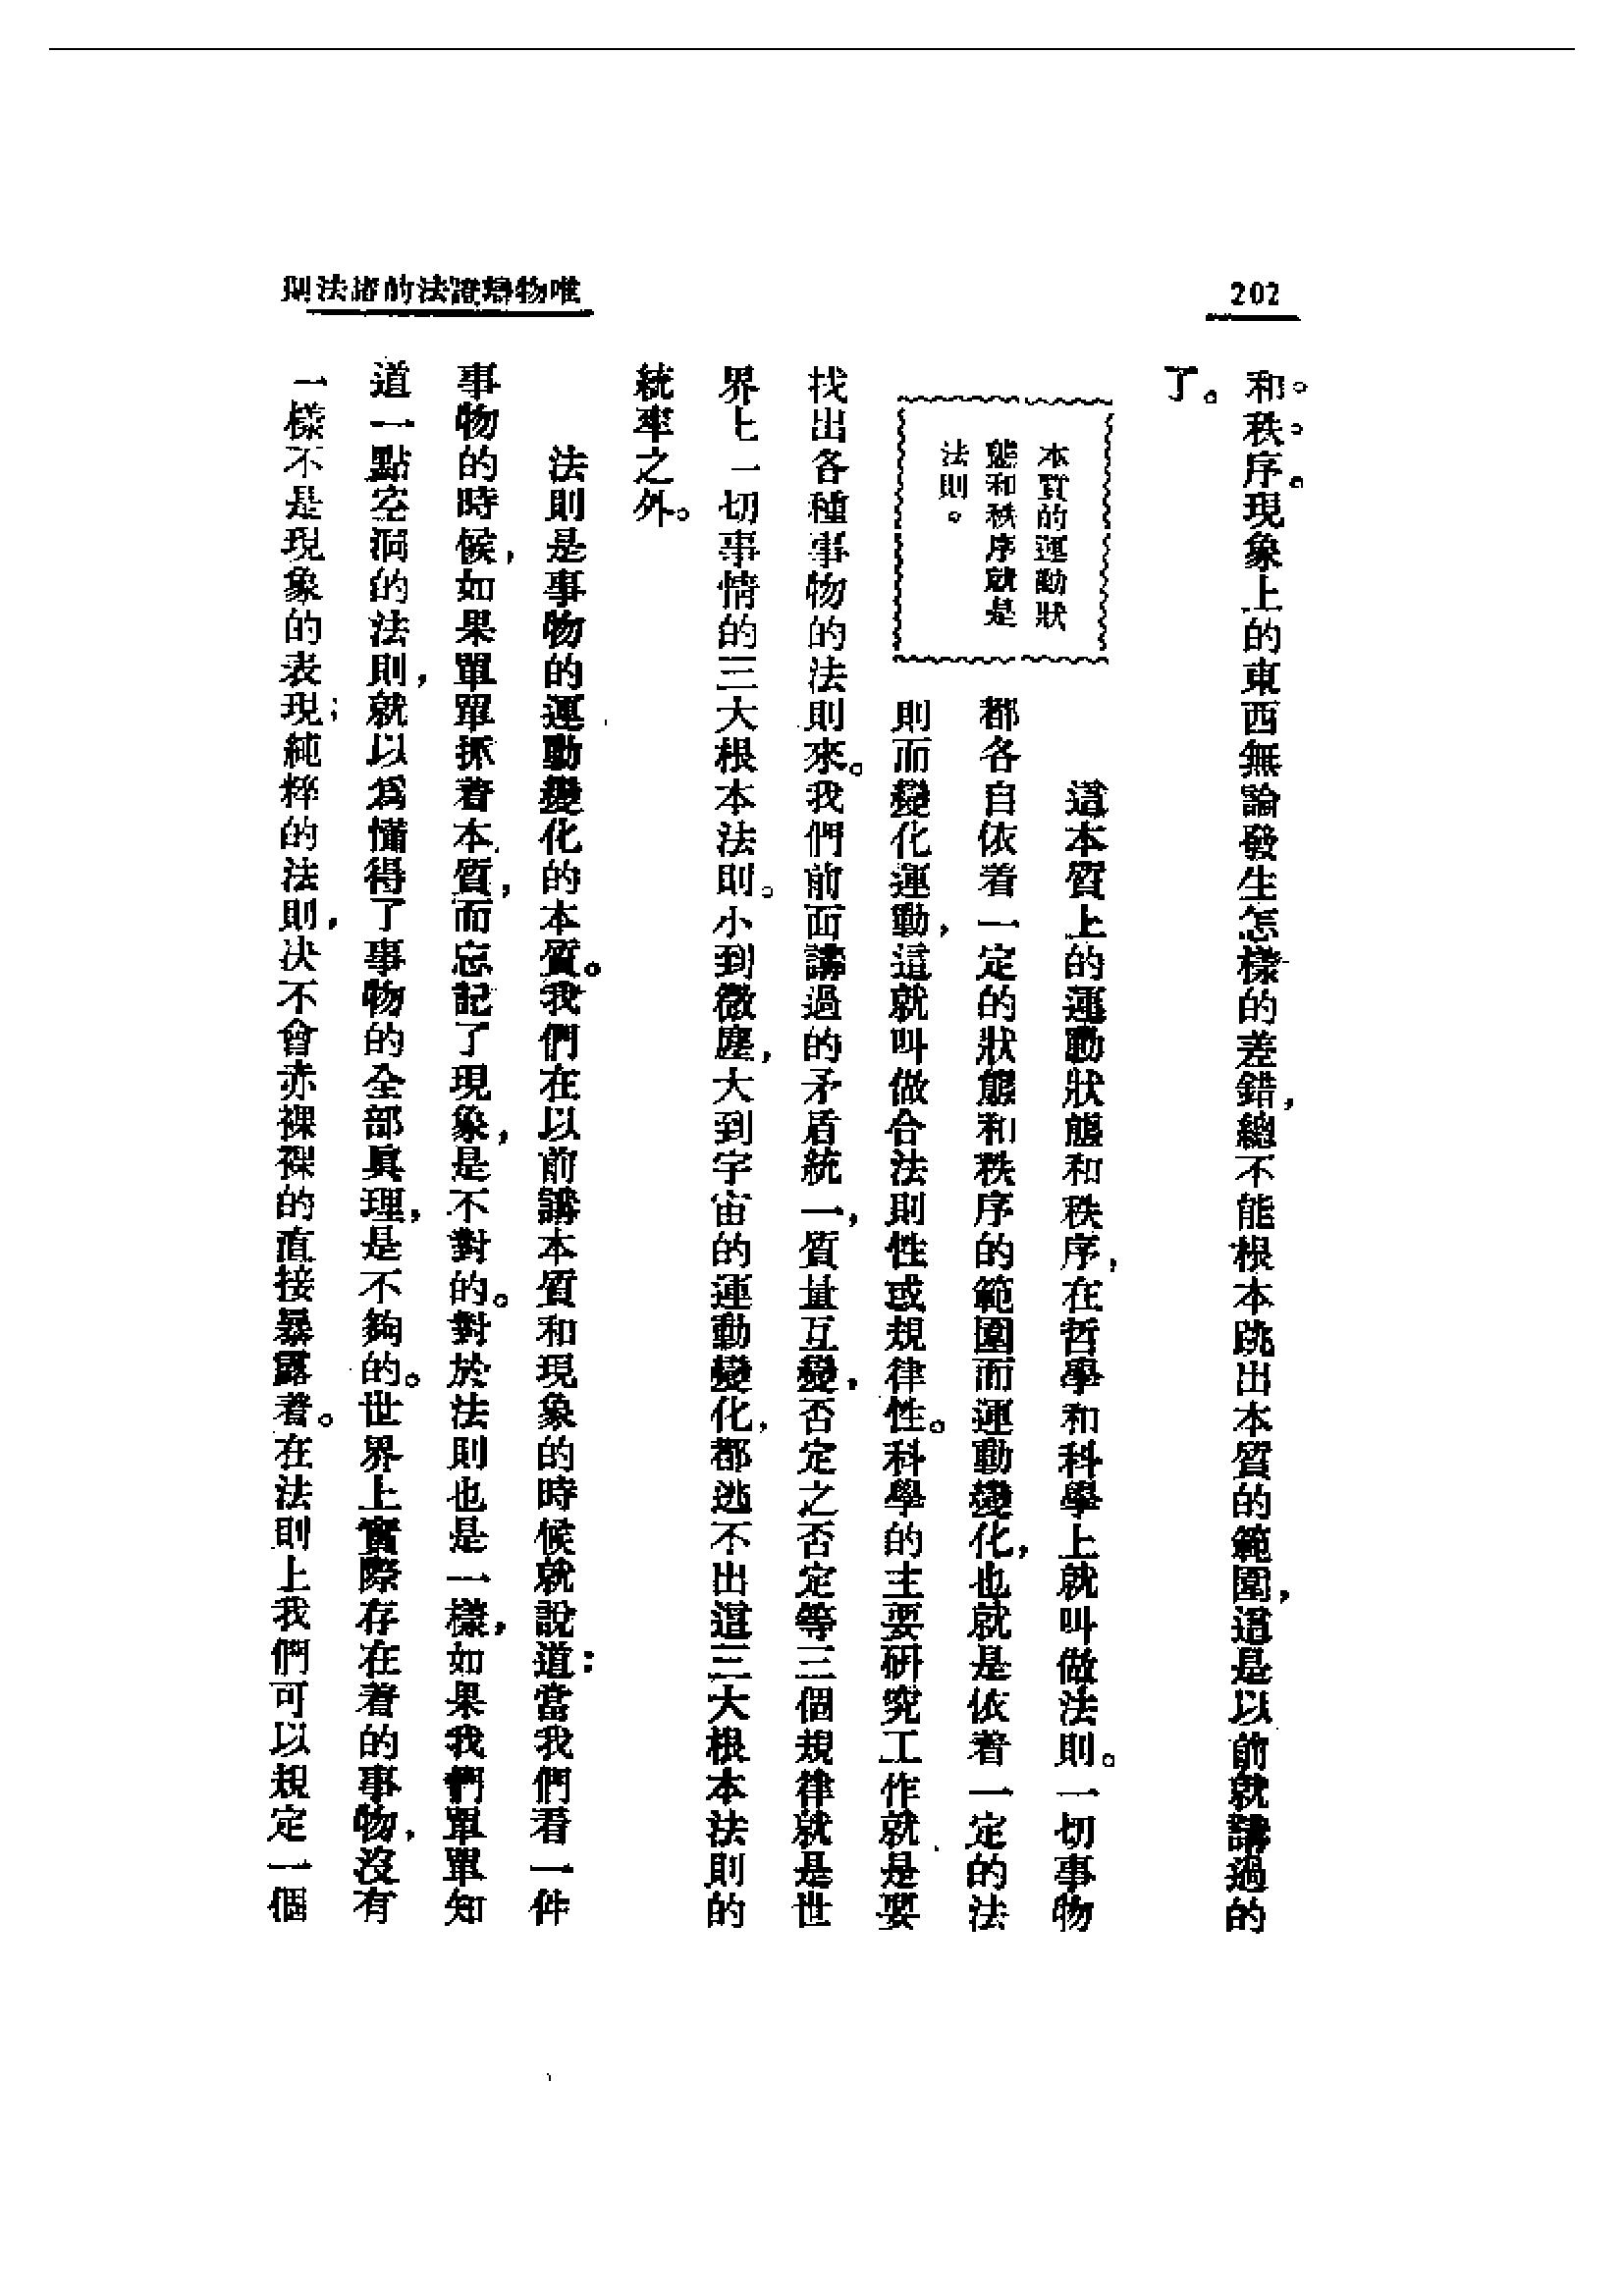 202
唯物辯證法的諸法則
和秩序。現象上的東西無論發生怎樣的差錯，總不能根本跳出本質的範圍，這是以前就講過的
了。
本質的運動狀
態和秩序就是
法則。
這本質上的運動狀態和秩序，在哲學和科學上就叫做法則。一切事物
都各自依着一定的狀態和秩序的範圍而運動變化，也就是依着一定的法
則而變化運動，這就叫做合法則性或規律性。科學的主要研究工作就是要
找出各種事物的法則來。我們前面講過的矛盾統一，質量互變，否定之否定等三個規律就是世
界上一切事情的三大根本法則。小到微塵，大到宇宙的運動變化，都逃不出這三大根本法則的
統率之外。
法則是事物的運動變化的本質。我們在以前講本質和現象的時候就說道：當我們看一件
事物的時候，如果單單抓着本質，而忘記了現象，是不對的。對於法則也是一樣，如果我們單單知
道一點空洞的法則，就以爲懂得了事物的全部眞理，是不夠的。世界上實際存在着的事物，沒有
一樣不是現象的表現；純粹的法則，決不會赤裸裸的直接暴露着。在法則上我們可以規定一個